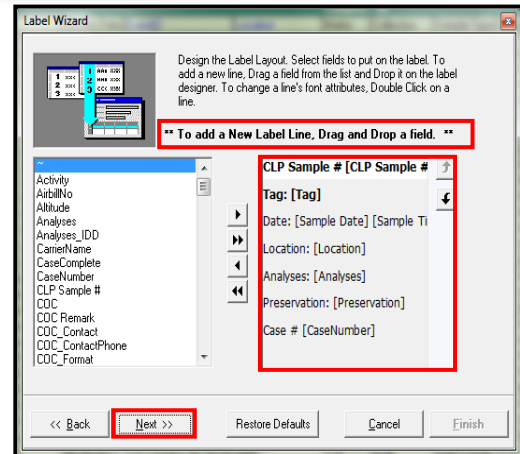 Label Wizard
Design the Label Layout. Select fields to put on the label. To
add a new line, Drag a field from the list and Drop it on the label
designer. To change a line's font attributes, Double Click on a
line.
** To add a New Label Line, Drag and Drop a field. **
~
Activity
AirbillNo
Altitude
Analyses
Analyses_IDD
CarrierName
CaseComplete
CaseNumber
CLP Sample #
COC
COC Remark
COC_Contact
COC_ContactPhone
COC_Format
CLP Sample # [CLP Sample #
Tag: [Tag]
Date: [Sample Date] [Sample Ti
Location: [Location]
Analyses: [Analyses]
Preservation: [Preservation]
Case # [CaseNumber]
<< Back
Next >>
Restore Defaults
Cancel
Finish